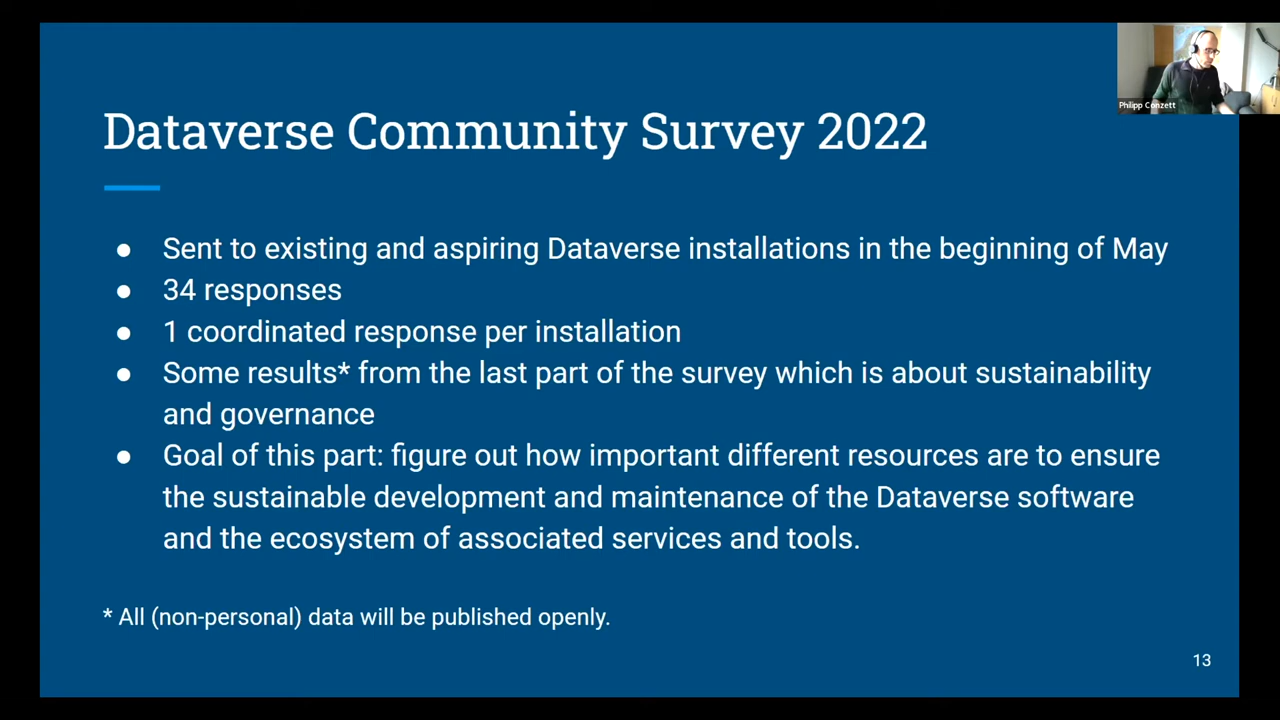 Philipp Conzett
Dataverse Community Survey 2022
● Sent to existing and aspiring Dataverse installations in the beginning of May
● 34 responses
● 1 coordinated response per installation
● Some results* from the last part of the survey which is about sustainability
and governance
● Goal of this part: figure out how important different resources are to ensure
the sustainable development and maintenance of the Dataverse software
and the ecosystem of associated services and tools.
* All (non-personal) data will be published openly.
13